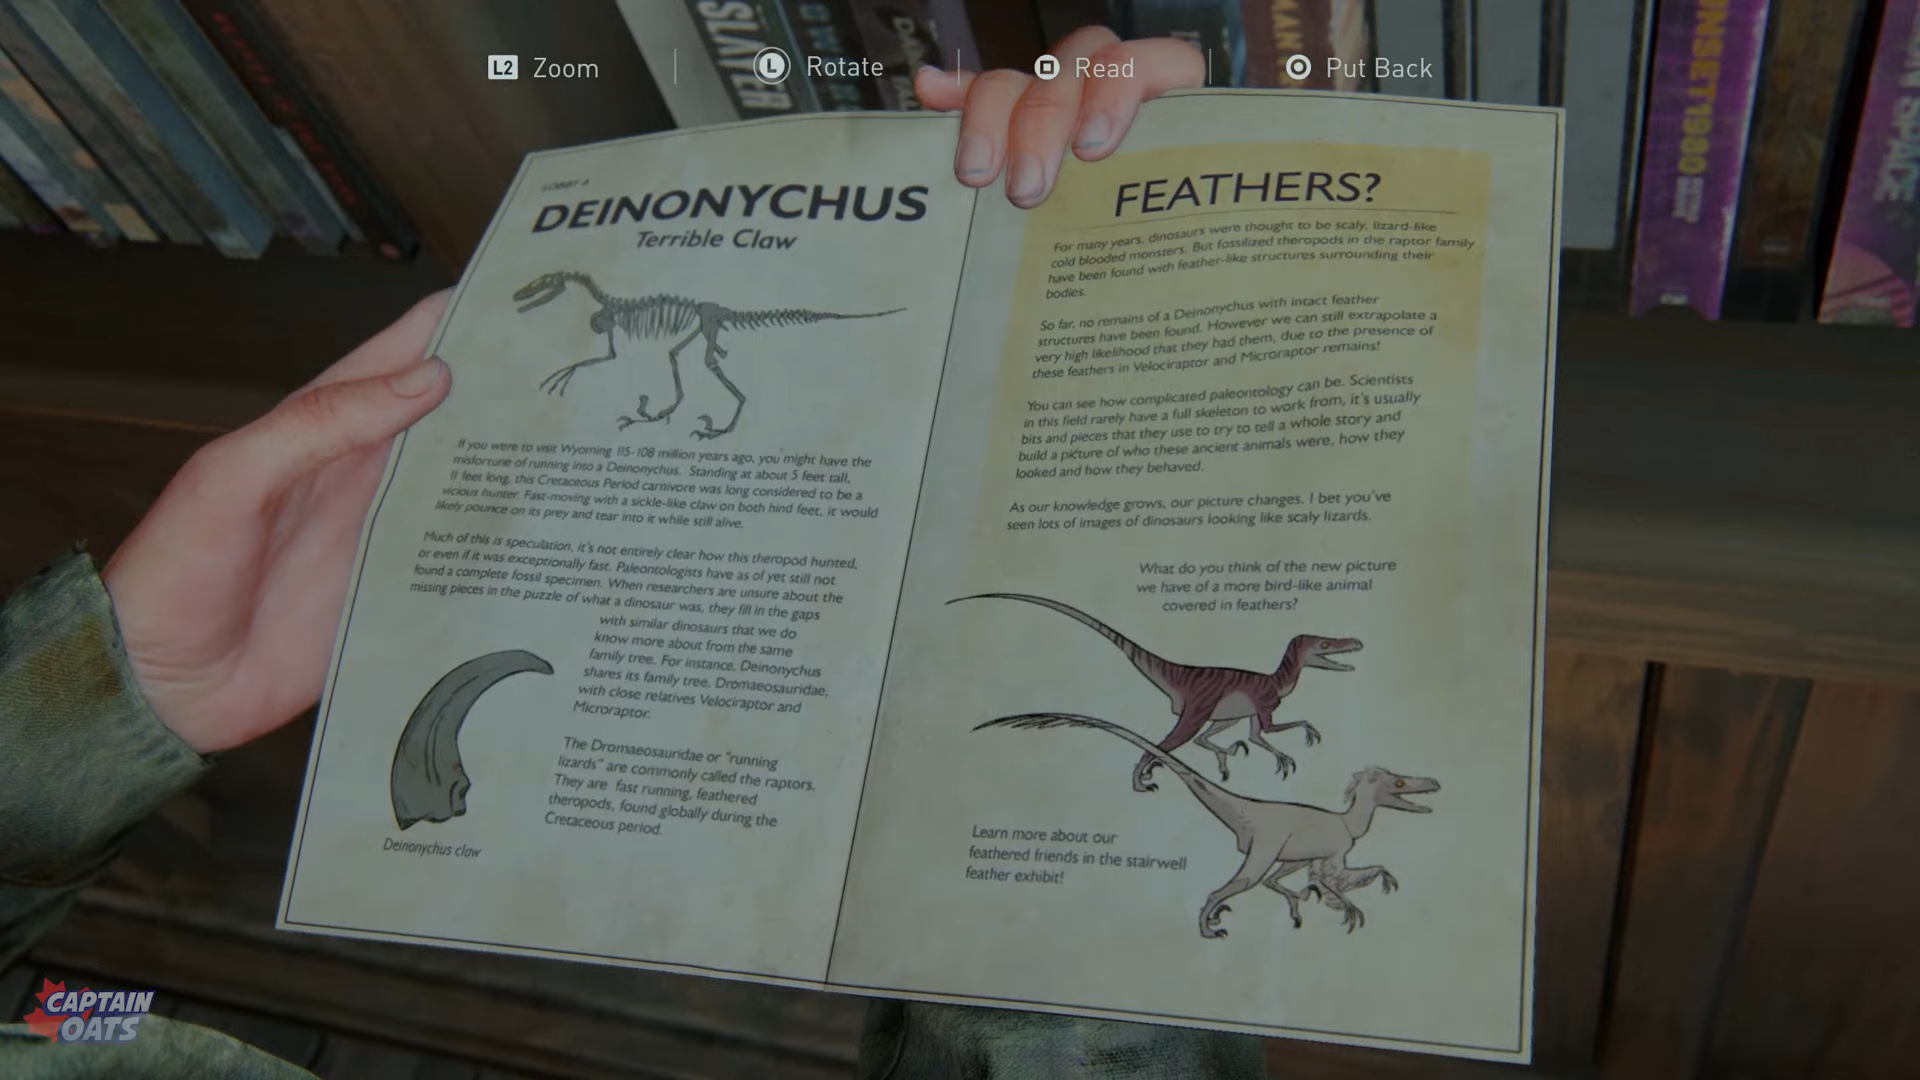 SLAYER
L2 Zoom
L Rotate
Read
Put Back
LOBBY A
DEINONYCHUS
Terrible Claw
If you were to visit Wyoming 115-108 million years ago, you might have the
misfortune of running into a Deinonychus. Standing at about 5 feet tall,
11 feet long, this Cretaceous Period carnivore was long considered to be a
vicious hunter. Fast-moving with a sickle-like claw on both hind feet, it would
likely pounce on its prey and tear into it while still alive.
Much of this is speculation, it's not entirely clear how this theropod hunted,
or even if it was exceptionally fast. Paleontologists have as of yet still not
found a complete fossil specimen. When researchers are unsure about the
missing pieces in the puzzle of what a dinosaur was, they fill in the gaps
with similar dinosaurs that we do
know more about from the same
family tree. For instance, Deinonychus
shares its family tree, Dromaeosauridae,
with close relatives Velociraptor and
Microraptor.
The Dromaeosauridae or "running
lizards" are commonly called the raptors.
They are fast running, feathered
theropods, found globally during the
Cretaceous period.
Deinonychus claw
FEATHERS?
For many years, dinosaurs were thought to be scaly, lizard-like
cold blooded monsters. But fossilized theropods in the raptor family
have been found with feather-like structures surrounding their
bodies.
So far, no remains of a Deinonychus with intact feather
structures have been found. However we can still extrapolate a
very high likelihood that they had them, due to the presence of
these feathers in Velociraptor and Microraptor remains!
You can see how complicated paleontology can be. Scientists
in this field rarely have a full skeleton to work from, it's usually
bits and pieces that they use to try to tell a whole story and
build a picture of who these ancient animals were, how they
looked and how they behaved.
As our knowledge grows, our picture changes. I bet you've
seen lots of images of dinosaurs looking like scaly lizards.
What do you think of the new picture
we have of a more bird-like animal
covered in feathers?
Learn more about our
feathered friends in the stairwell
feather exhibit!
CAPTAIN
OATS